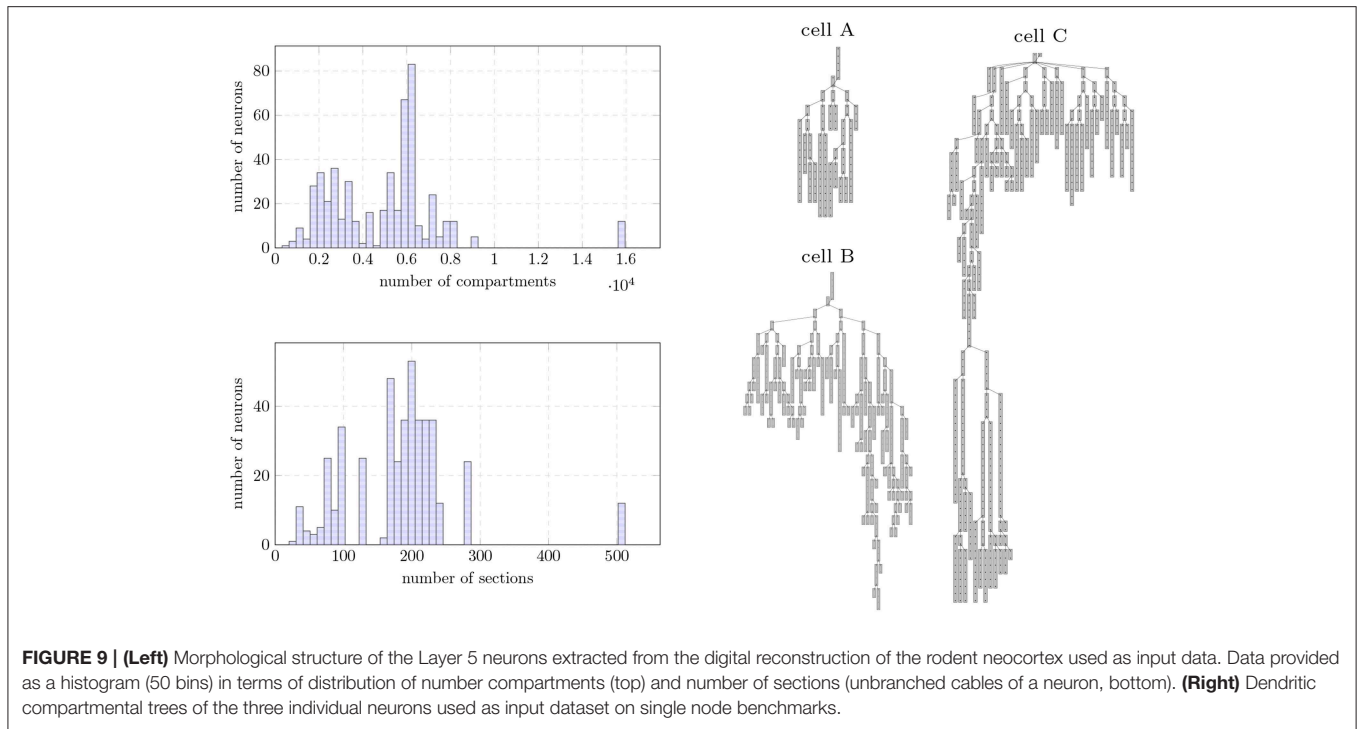 80
60
40
20
0
number of neurons
0 0.2 0.4 0.6 0.8 1 1.2 1.4 1.6
number of compartments
·10⁴
40
20
0
number of neurons
100 200 300 400 500
number of sections
cell A
cell B
cell C
FIGURE 9 | (Left) Morphological structure of the Layer 5 neurons extracted from the digital reconstruction of the rodent neocortex used as input data. Data provided
as a histogram (50 bins) in terms of distribution of number compartments (top) and number of sections (unbranched cables of a neuron, bottom). (Right) Dendritic
compartmental trees of the three individual neurons used as input dataset on single node benchmarks.